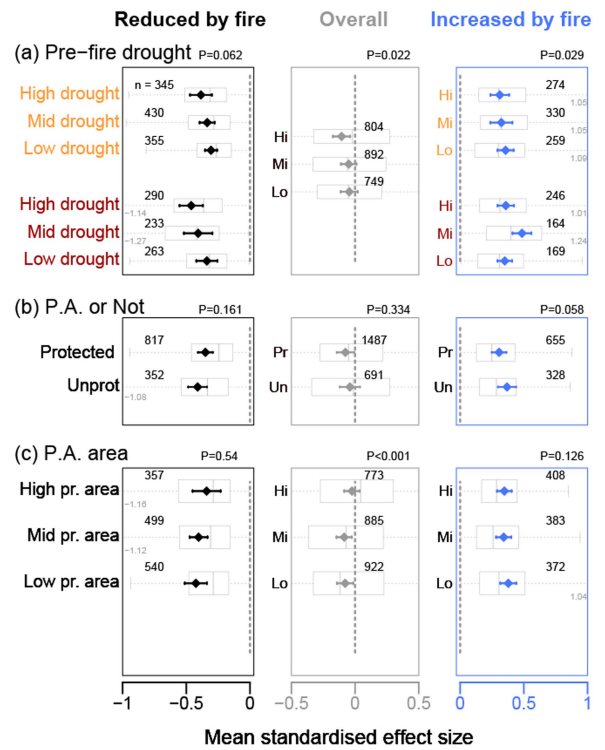 Reduced by fire Overall Increased by fire
(a) Pre−fire drought
P=0.062 P=0.022 P=0.029
High drought n = 345 Hi 274 1.05
Mid drought 430 Hi 804 Mi 330 1.05
Low drought 355 Mi 892 Lo 259 1.09
Lo 749
High drought 290 −1.14 Hi 246 1.01
Mid drought 233 −1.27 Mi 164 1.24
Low drought 263 Lo 169
(b) P.A. or Not
P=0.161 P=0.334 P=0.058
Protected 817 Pr 1487 Pr 655
Unprot 352 −1.08 Un 691 Un 328
(c) P.A. area
P=0.54 P<0.001 P=0.126
High pr. area 357 −1.16 Hi 773 Hi 408
Mid pr. area 499 −1.12 Mi 885 Mi 383
Low pr. area 540 Lo 922 Lo 372 1.04
−1 −0.5 0 −0.5 0 0.5 0 0.5 1
Mean standardised effect size